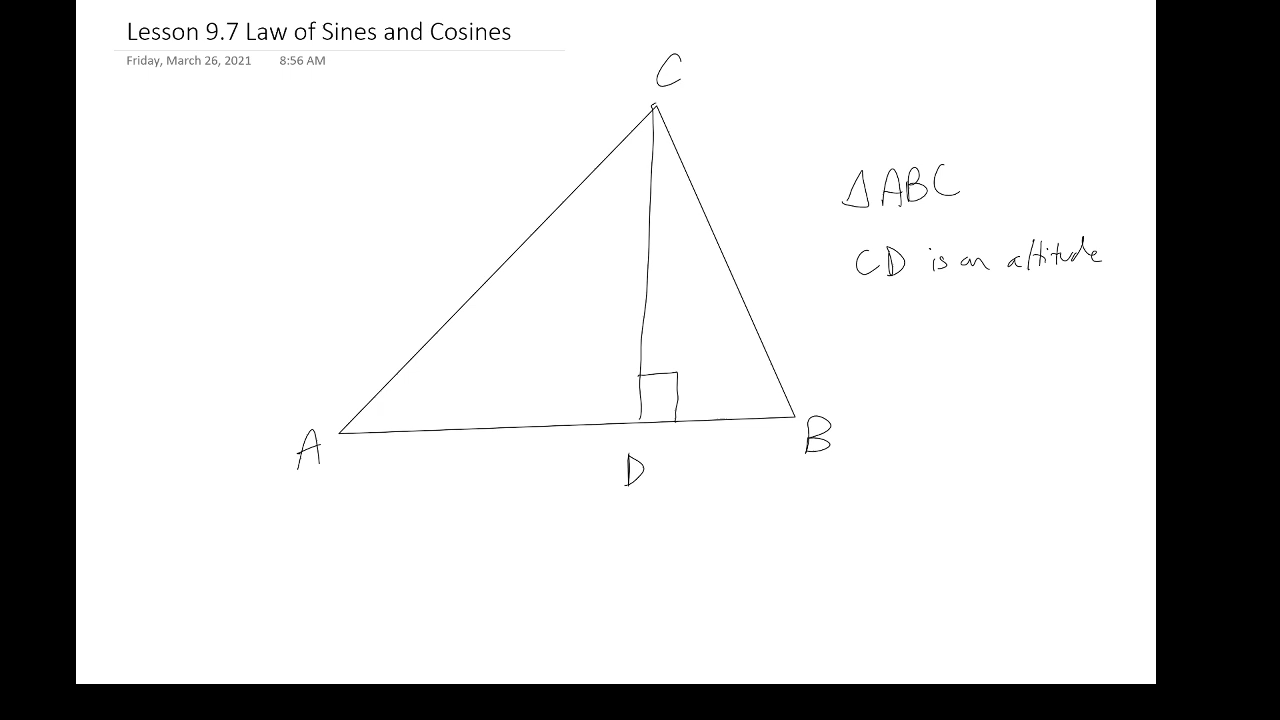 Lesson 9.7 Law of Sines and Cosines
Friday, March 26, 2021 8:56 AM
C
△ABC
CD is an altitude
A
B
D